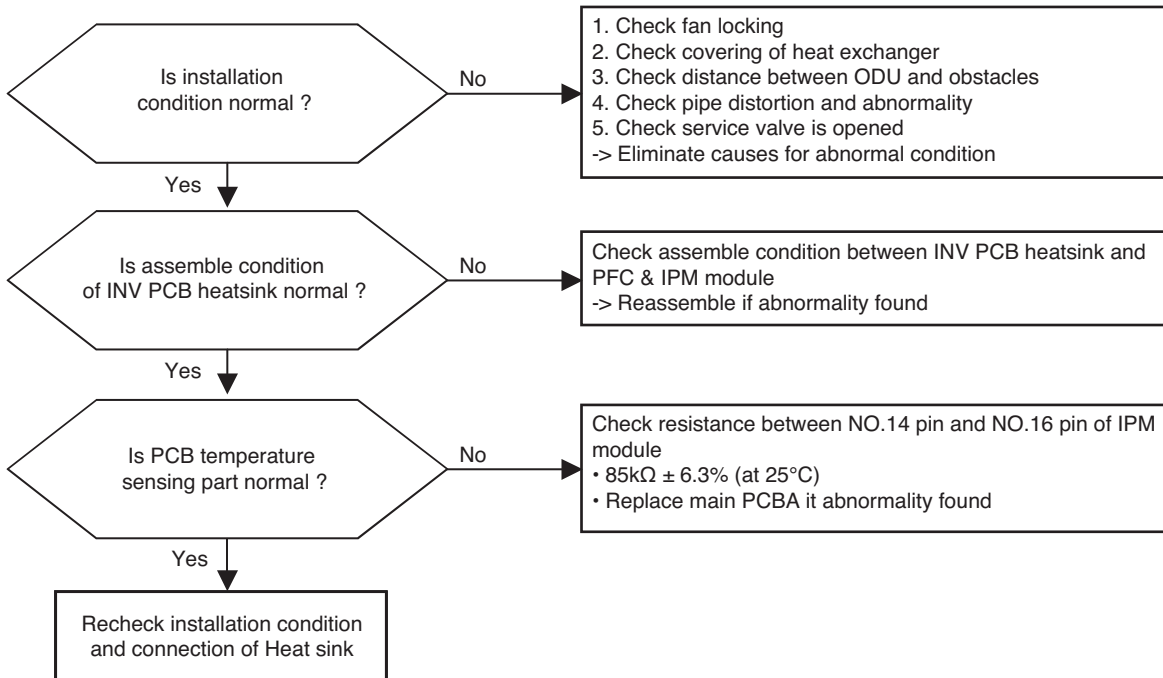 Is installation
condition normal ?
No
1. Check fan locking
2. Check covering of heat exchanger
3. Check distance between ODU and obstacles
4. Check pipe distortion and abnormality
5. Check service valve is opened
-> Eliminate causes for abnormal condition
Yes
Is assemble condition
of INV PCB heatsink normal ?
No
Check assemble condition between INV PCB heatsink and
PFC & IPM module
-> Reassemble if abnormality found
Yes
Is PCB temperature
sensing part normal ?
No
Check resistance between NO.14 pin and NO.16 pin of IPM
module
• 85kΩ ± 6.3% (at 25°C)
• Replace main PCBA it abnormality found
Yes
Recheck installation condition
and connection of Heat sink